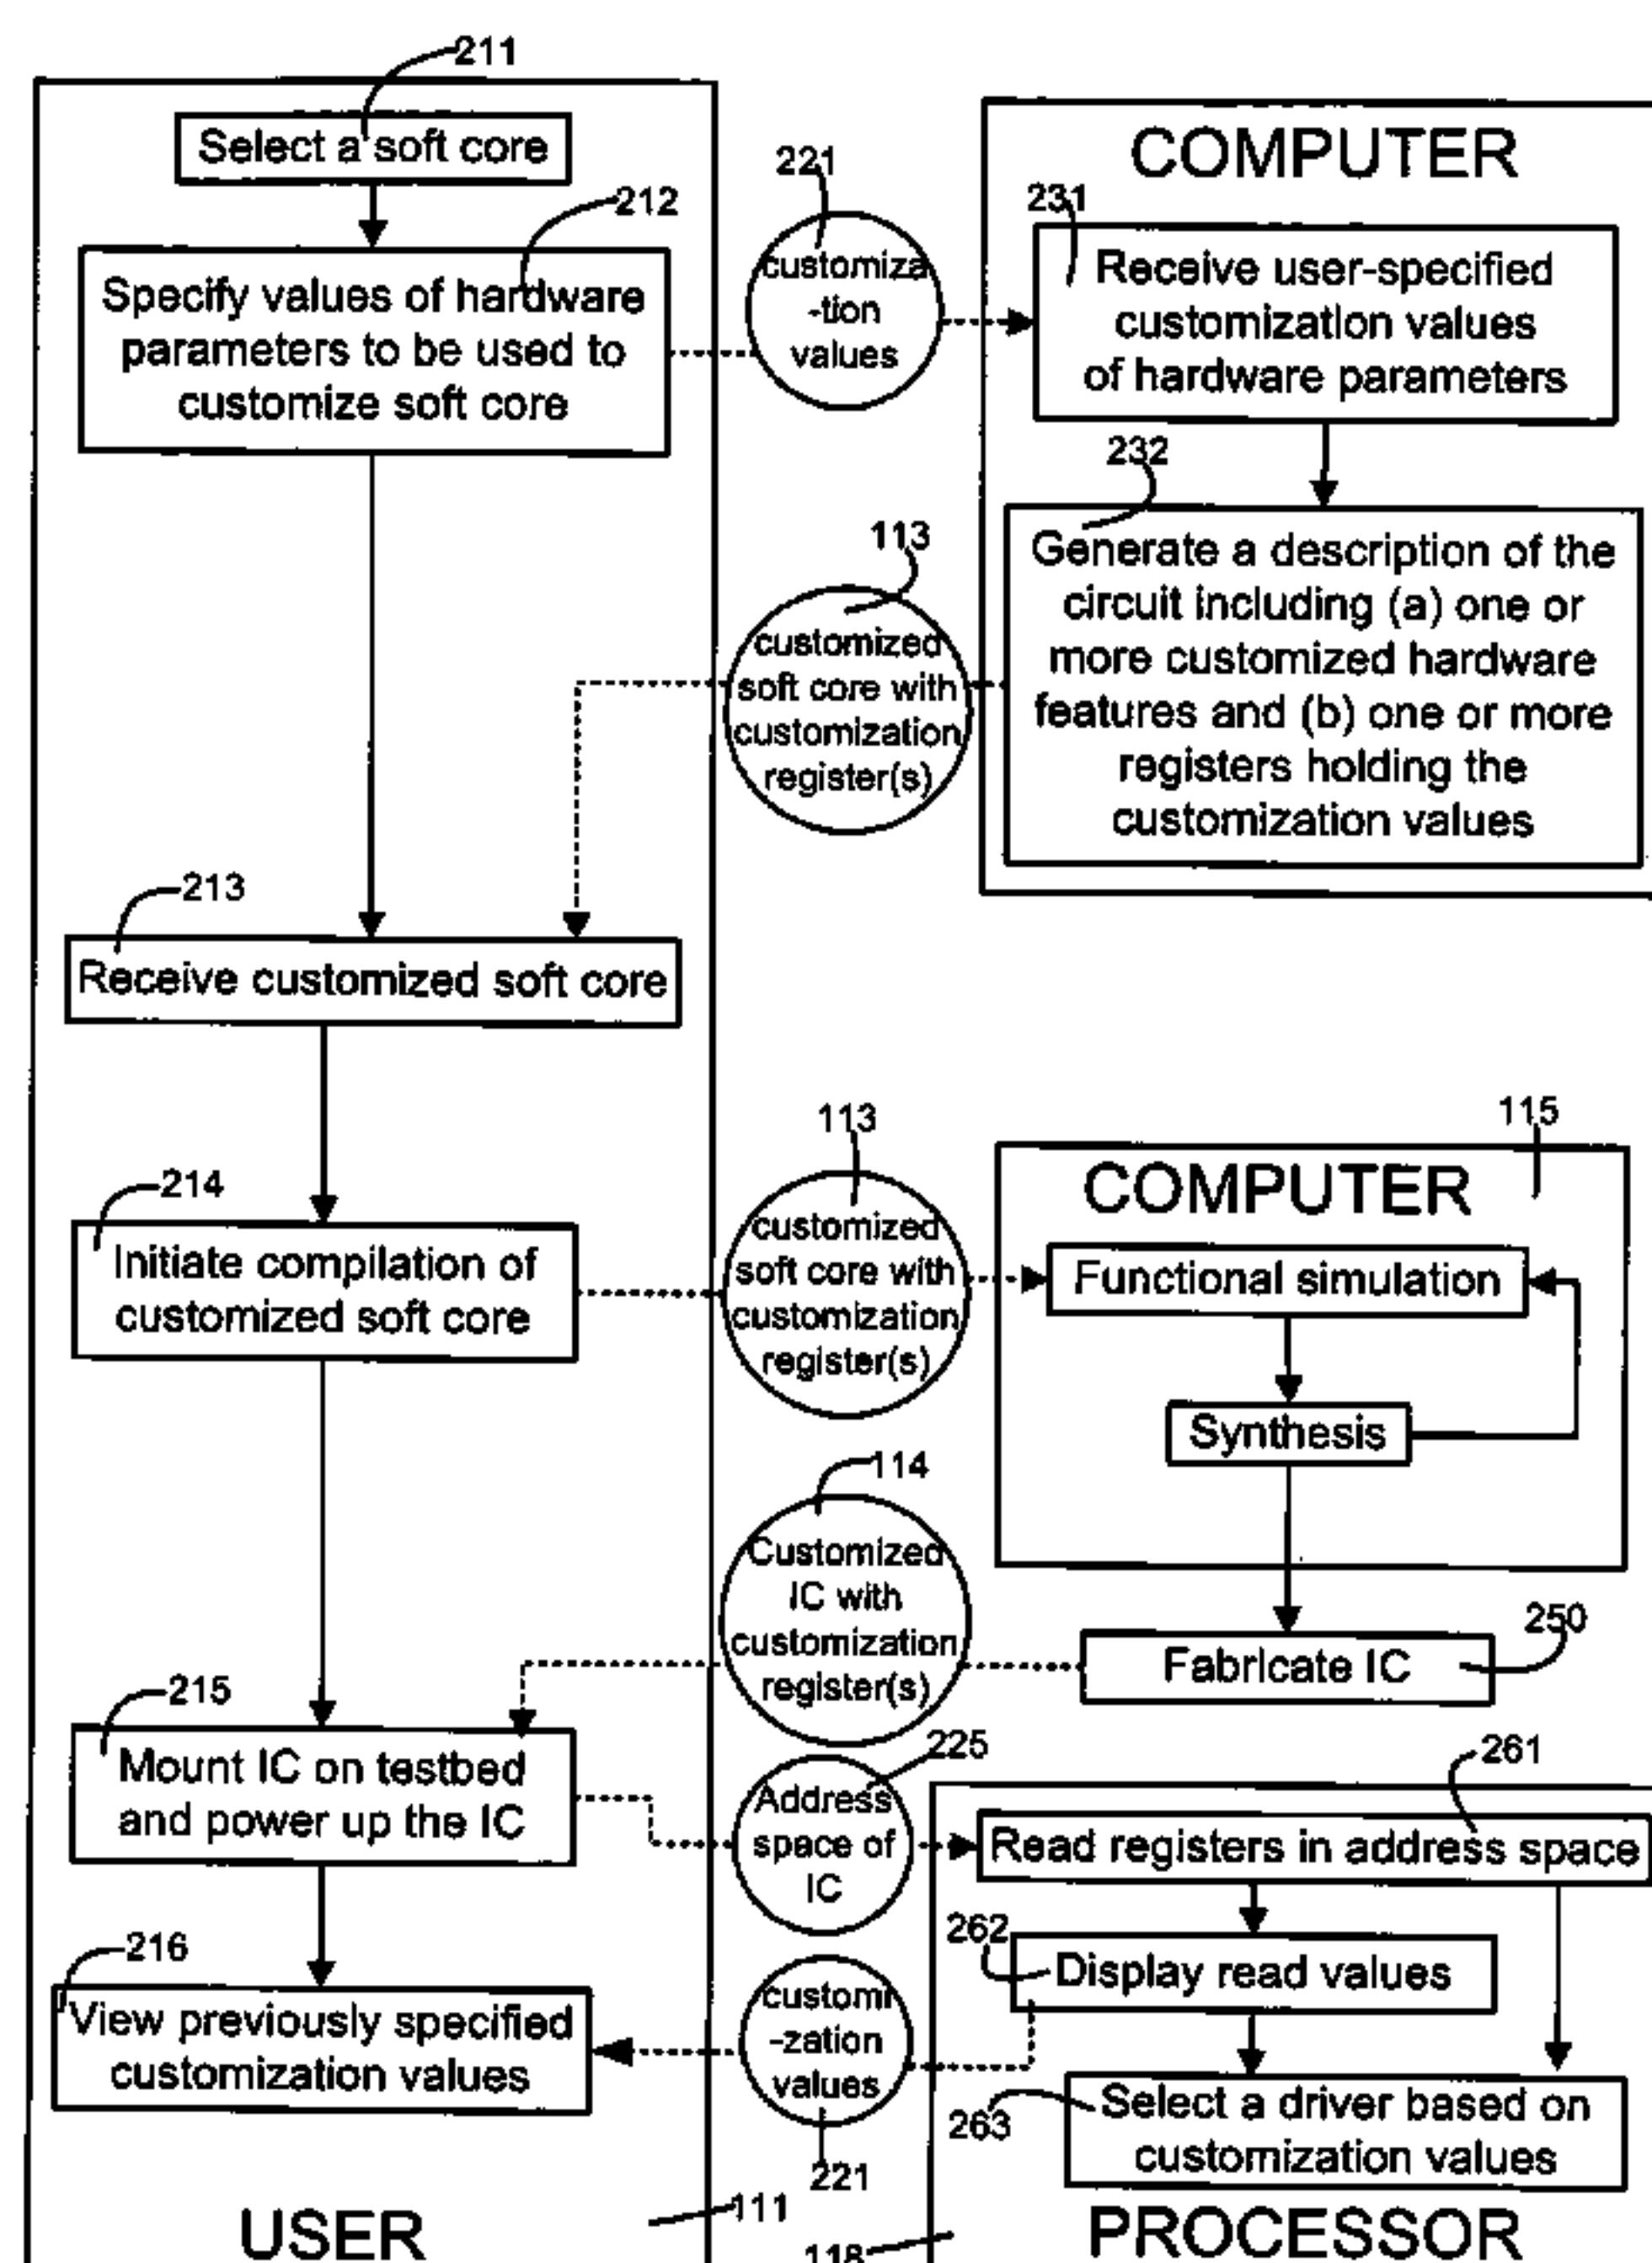 211
Select a soft core
212
Specify values of hardware
parameters to be used to
customize soft core
221
customiza
-tion
values
COMPUTER
231
Receive user-specified
customization values
of hardware parameters
232
Generate a description of the
circuit including (a) one or
more customized hardware
features and (b) one or more
registers holding the
customization values
113
customized
soft core with
customization
register(s)
213
Receive customized soft core
214
Initiate compilation of
customized soft core
113
customized
soft core with
customization
register(s)
115
COMPUTER
Functional simulation
Synthesis
114
Customized
IC with
customization
register(s)
250
Fabricate IC
215
Mount IC on testbed
and power up the IC
225
Address
space of
IC
261
Read registers in address space
262
Display read values
216
View previously specified
customization values
customi
-zation
values
221
263
Select a driver based on
customization values
USER
111
118
PROCESSOR